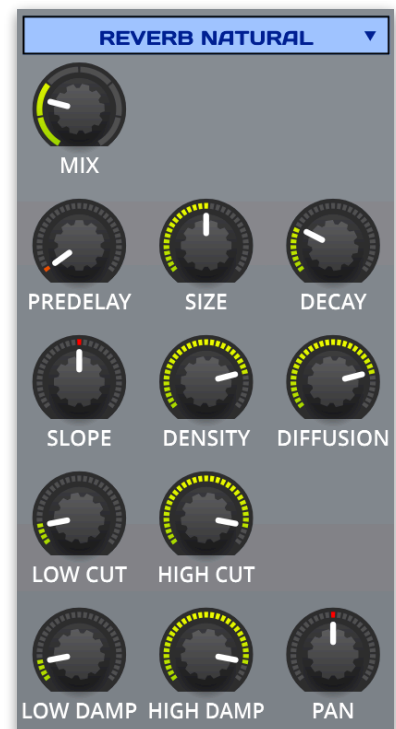 REVERB NATURAL
MIX
PREDELAY SIZE DECAY
SLOPE DENSITY DIFFUSION
LOW CUT HIGH CUT
LOW DAMP HIGH DAMP PAN